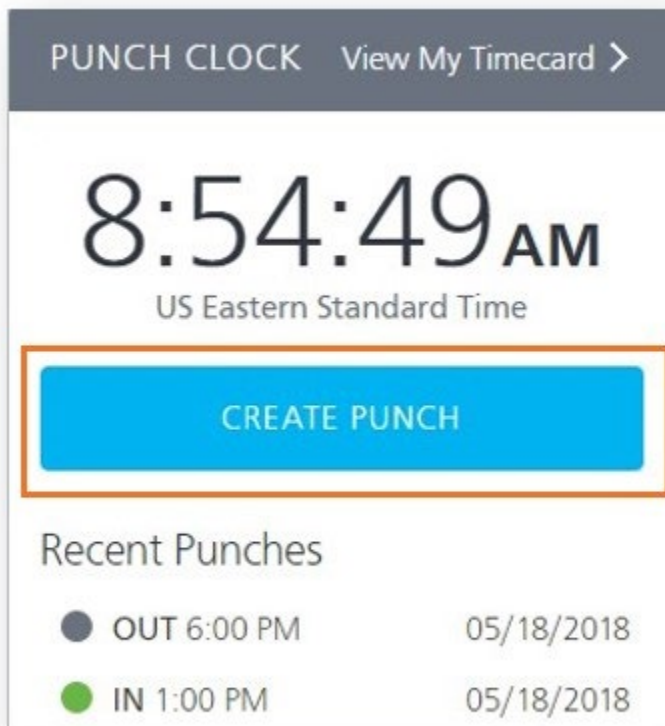 PUNCH CLOCK View My Timecard >
8:54:49 AM
US Eastern Standard Time
CREATE PUNCH
Recent Punches
OUT 6:00 PM 05/18/2018
IN 1:00 PM 05/18/2018